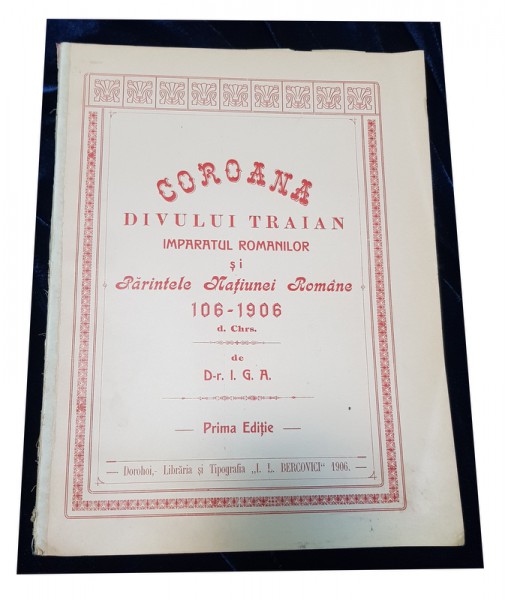 COROANA
DIVULUI TRAIAN
IMPARATUL ROMANILOR
și
Părintele Națiunei Române
106-1906
d. Chrs.
de
D-r. I. G. A.
— Prima Ediție —
— Dorohoi,- Librăria și Tipografia „I. L. BERCOVICI" 1906. —